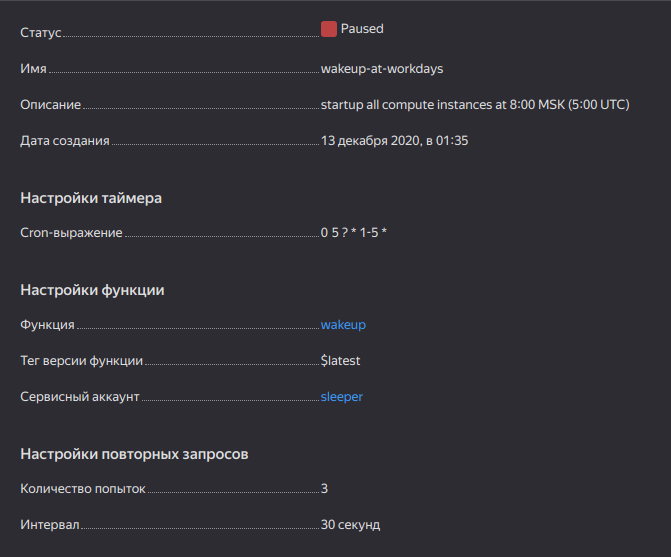 Статус Paused
Имя wakeup-at-workdays
Описание startup all compute instances at 8:00 MSK (5:00 UTC)
Дата создания 13 декабря 2020, в 01:35
Настройки таймера
Cron-выражение 0 5 ? * 1-5 *
Настройки функции
Функция wakeup
Тег версии функции $latest
Сервисный аккаунт sleeper
Настройки повторных запросов
Количество попыток 3
Интервал 30 секунд